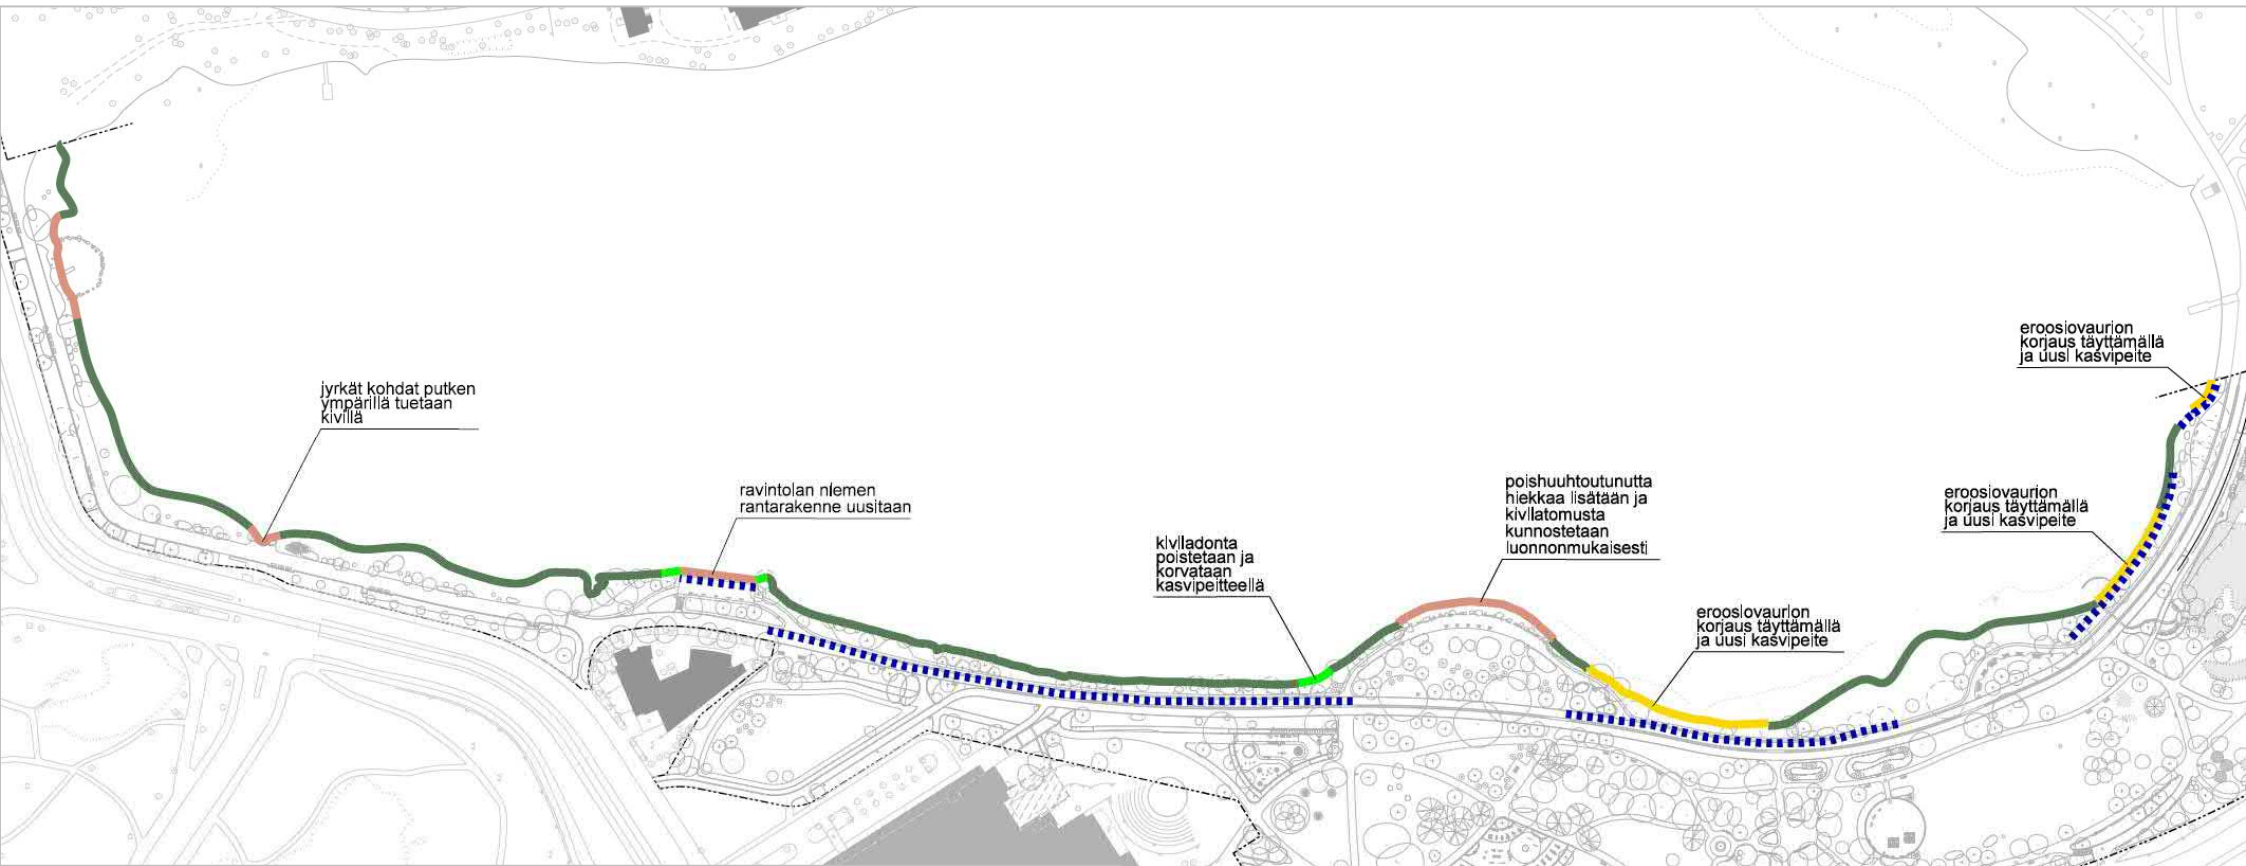 jyrkät kohdat putken
ympärillä tuetaan
kivillä
ravintolan niemen
rantarakenne uusitaan
kiviladonta
poistetaan ja
korvataan
kasvipeitteellä
poishuuhtoutunutta
hiekkaa lisätään ja
kivilatomusta
kunnostetaan
luonnonmukaisesti
eroosiovaurion
korjaus täyttämällä
ja uusi kasvipeite
eroosiovaurion
korjaus täyttämällä
ja uusi kasvipeite
eroosiovaurion
korjaus täyttämällä
ja uusi kasvipeite